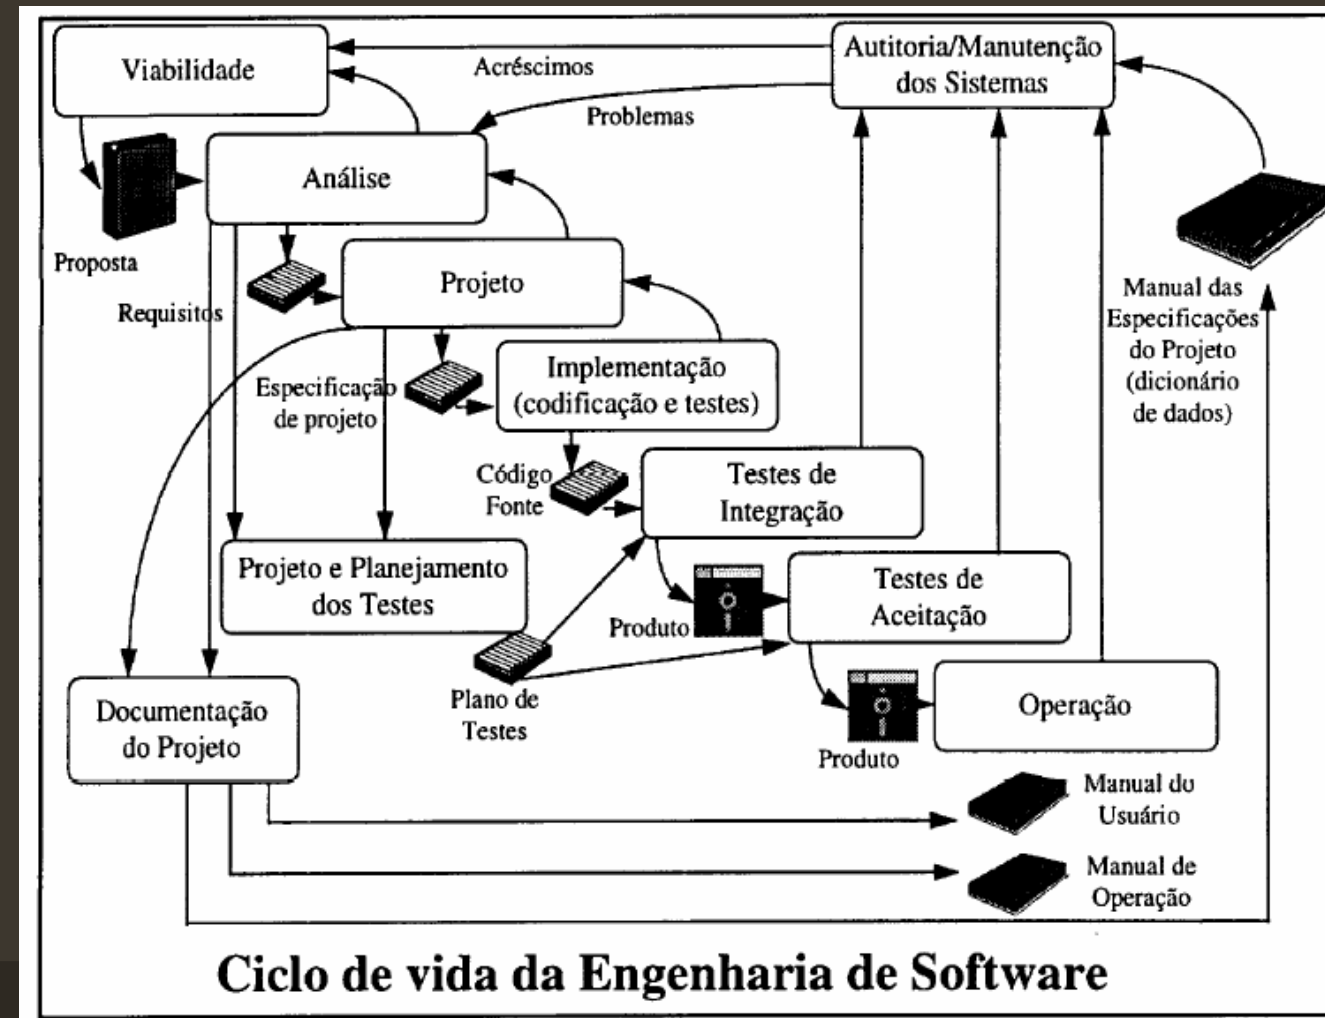 Viabilidade
Acréscimos
Autitoria/Manutenção
dos Sistemas
Problemas
Análise
Proposta
Requisitos
Projeto
Manual das
Especificações
do Projeto
(dicionário
de dados)
Especificação
de projeto
Implementação
(codificação e testes)
Código
Fonte
Testes de
Integração
Projeto e Planejamento
dos Testes
Testes de
Aceitação
Produto
Plano de
Testes
Documentação
do Projeto
Operação
Produto
Manual do
Usuário
Manual de
Operação
Ciclo de vida da Engenharia de Software